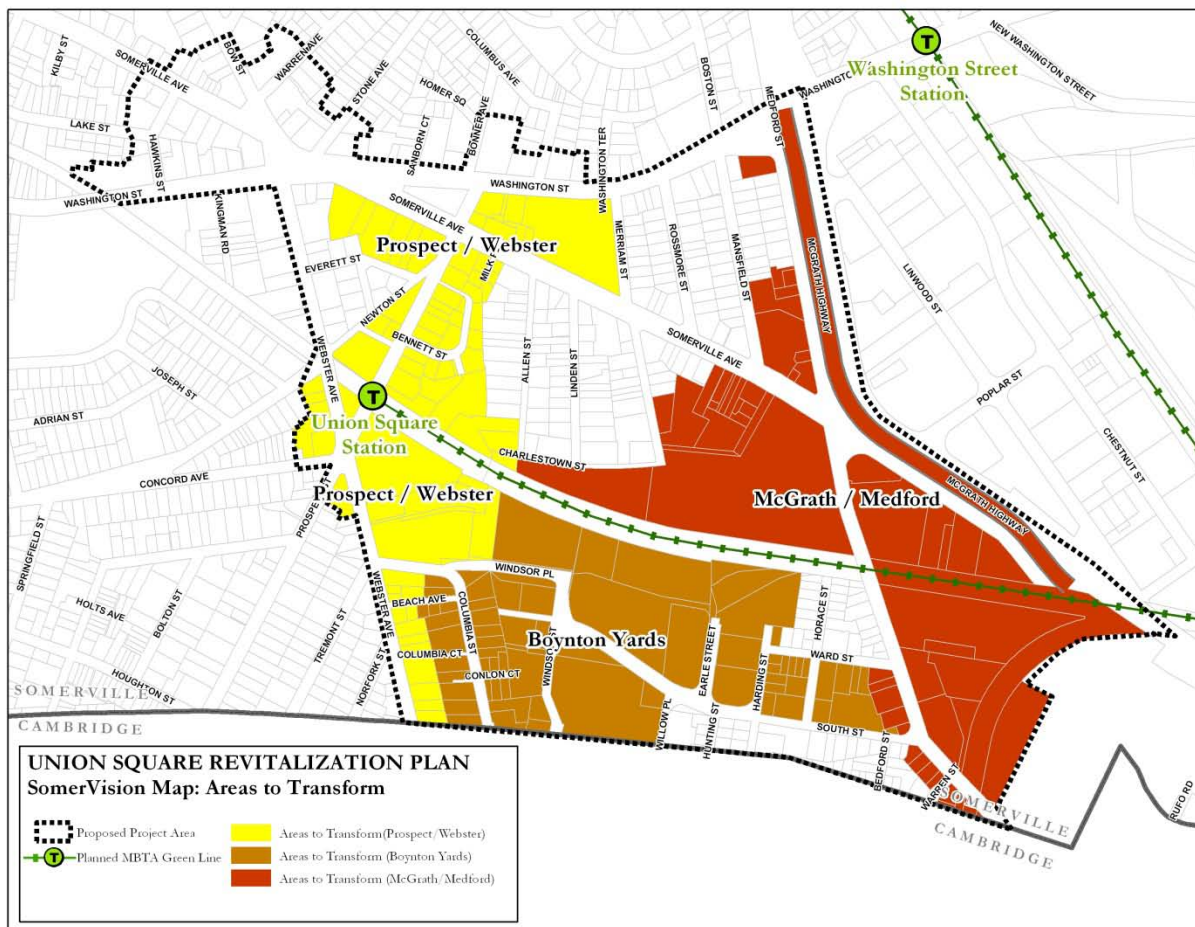 KILBY ST
SOMERVILLE AVE
BOW ST
WARREN AVE
STONE AVE
COLUMBUS AVE
HOMER SQ
BONNER AVE
SANBORN CT
BOSTON ST
WASHINGTON
NEW WASHINGTON STREET
Washington Street
Station
MEDFORD ST
LAKE ST
HAWKINS ST
WASHINGTON ST
WASHINGTON ST
WASHINGTON TER
KINGMAN RD
SOMERVILLE AVE
Prospect / Webster
MERRIAM ST
ROSSMORE ST
MANSFIELD ST
MCGRATH HIGHWAY
LINWOOD ST
EVERETT ST
MILK
NEWTON ST
BENNETT ST
WEBSTER AVE
ALLEN ST
LINDEN ST
SOMERVILLE AVE
JOSEPH ST
ADRIAN ST
POPLAR ST
CHESTNUT ST
T
T
Union Square
Station
CHARLESTOWN ST
CONCORD AVE
PROSPECT
Prospect / Webster
McGrath / Medford
MCGRATH HIGHWAY
SPRINGFIELD ST
HOLTS AVE
BOLTON ST
TREMONT ST
HOUGHTON ST
NORFORK ST
WEBSTER AVE
WINDSOR PL
BEACH AVE
COLUMBIA ST
COLUMBIA CT
CONLON CT
WINDSOR ST
Boynton Yards
EARLE STREET
HORACE ST
WARD ST
HARDING ST
WILLOW PL
HUNTING ST
SOUTH ST
BEDFORD ST
WARREN ST
RUFO RD
SOMERVILLE
CAMBRIDGE
SOMERVILLE
CAMBRIDGE
UNION SQUARE REVITALIZATION PLAN
SomerVision Map: Areas to Transform
Proposed Project Area
T Planned MBTA Green Line
Areas to Transform(Prospect/Webster)
Areas to Transform (Boynton Yards)
Areas to Transform (McGrath/Medford)